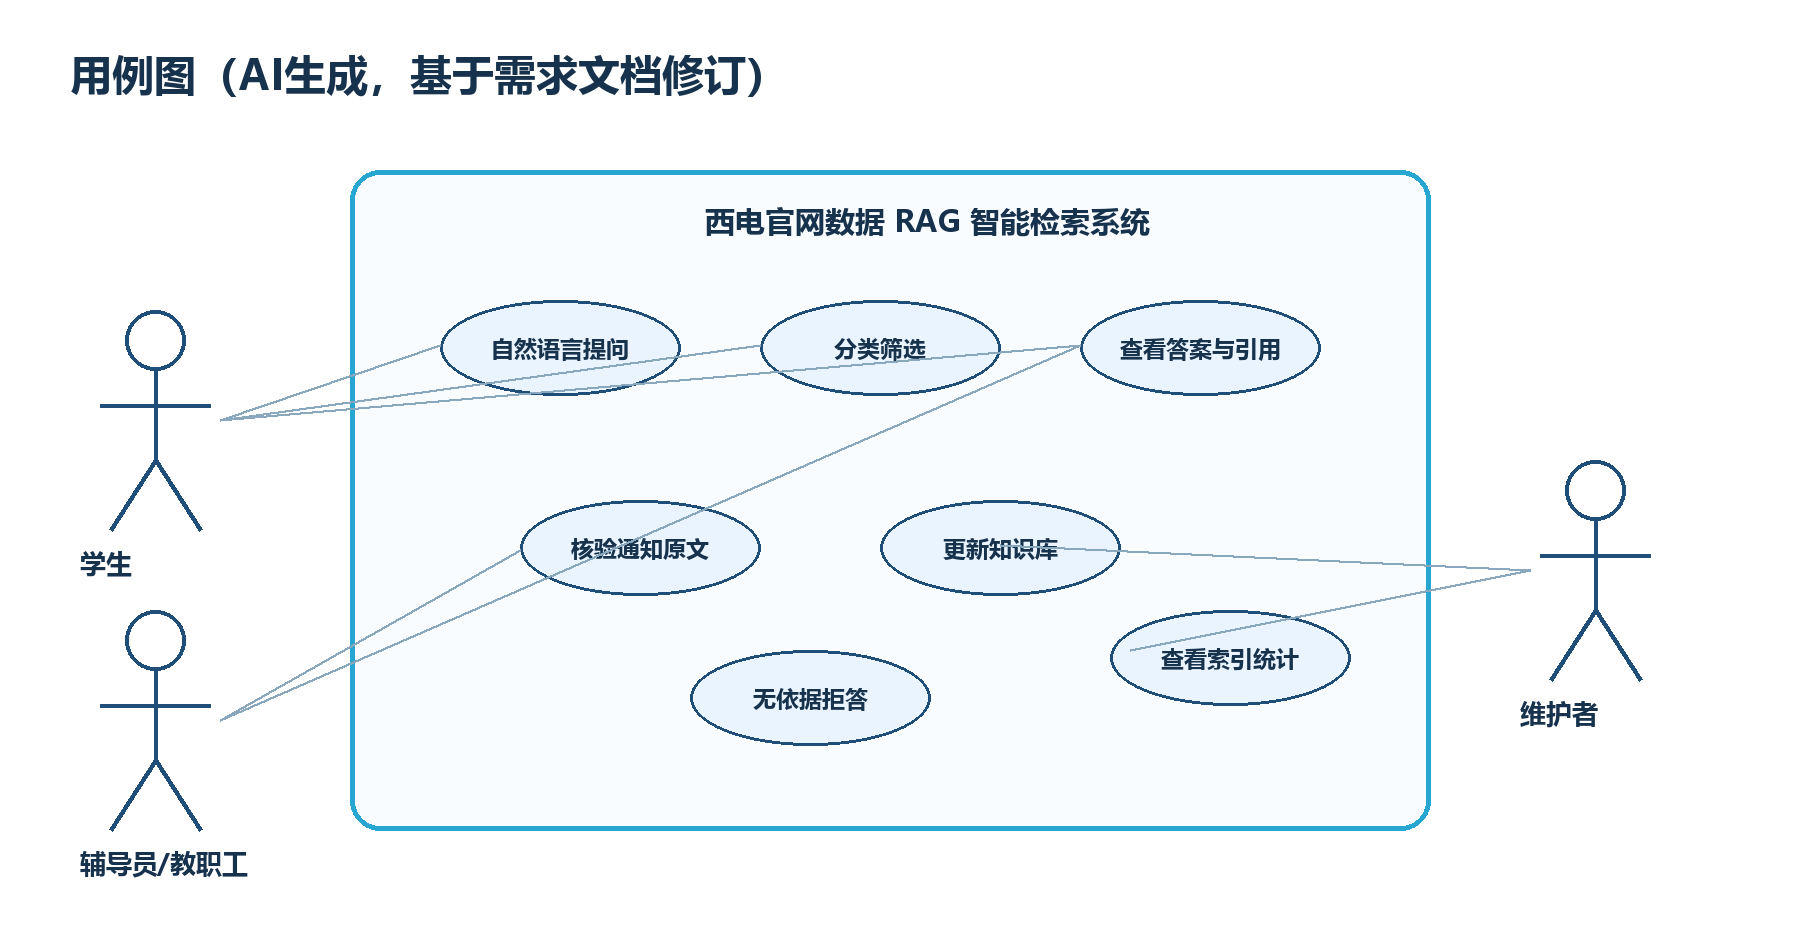 用例图（AI生成，基于需求文档修订）
西电官网数据 RAG 智能检索系统
自然语言提问
分类筛选
查看答案与引用
核验通知原文
更新知识库
学生
查看索引统计
无依据拒答
维护者
辅导员/教职工